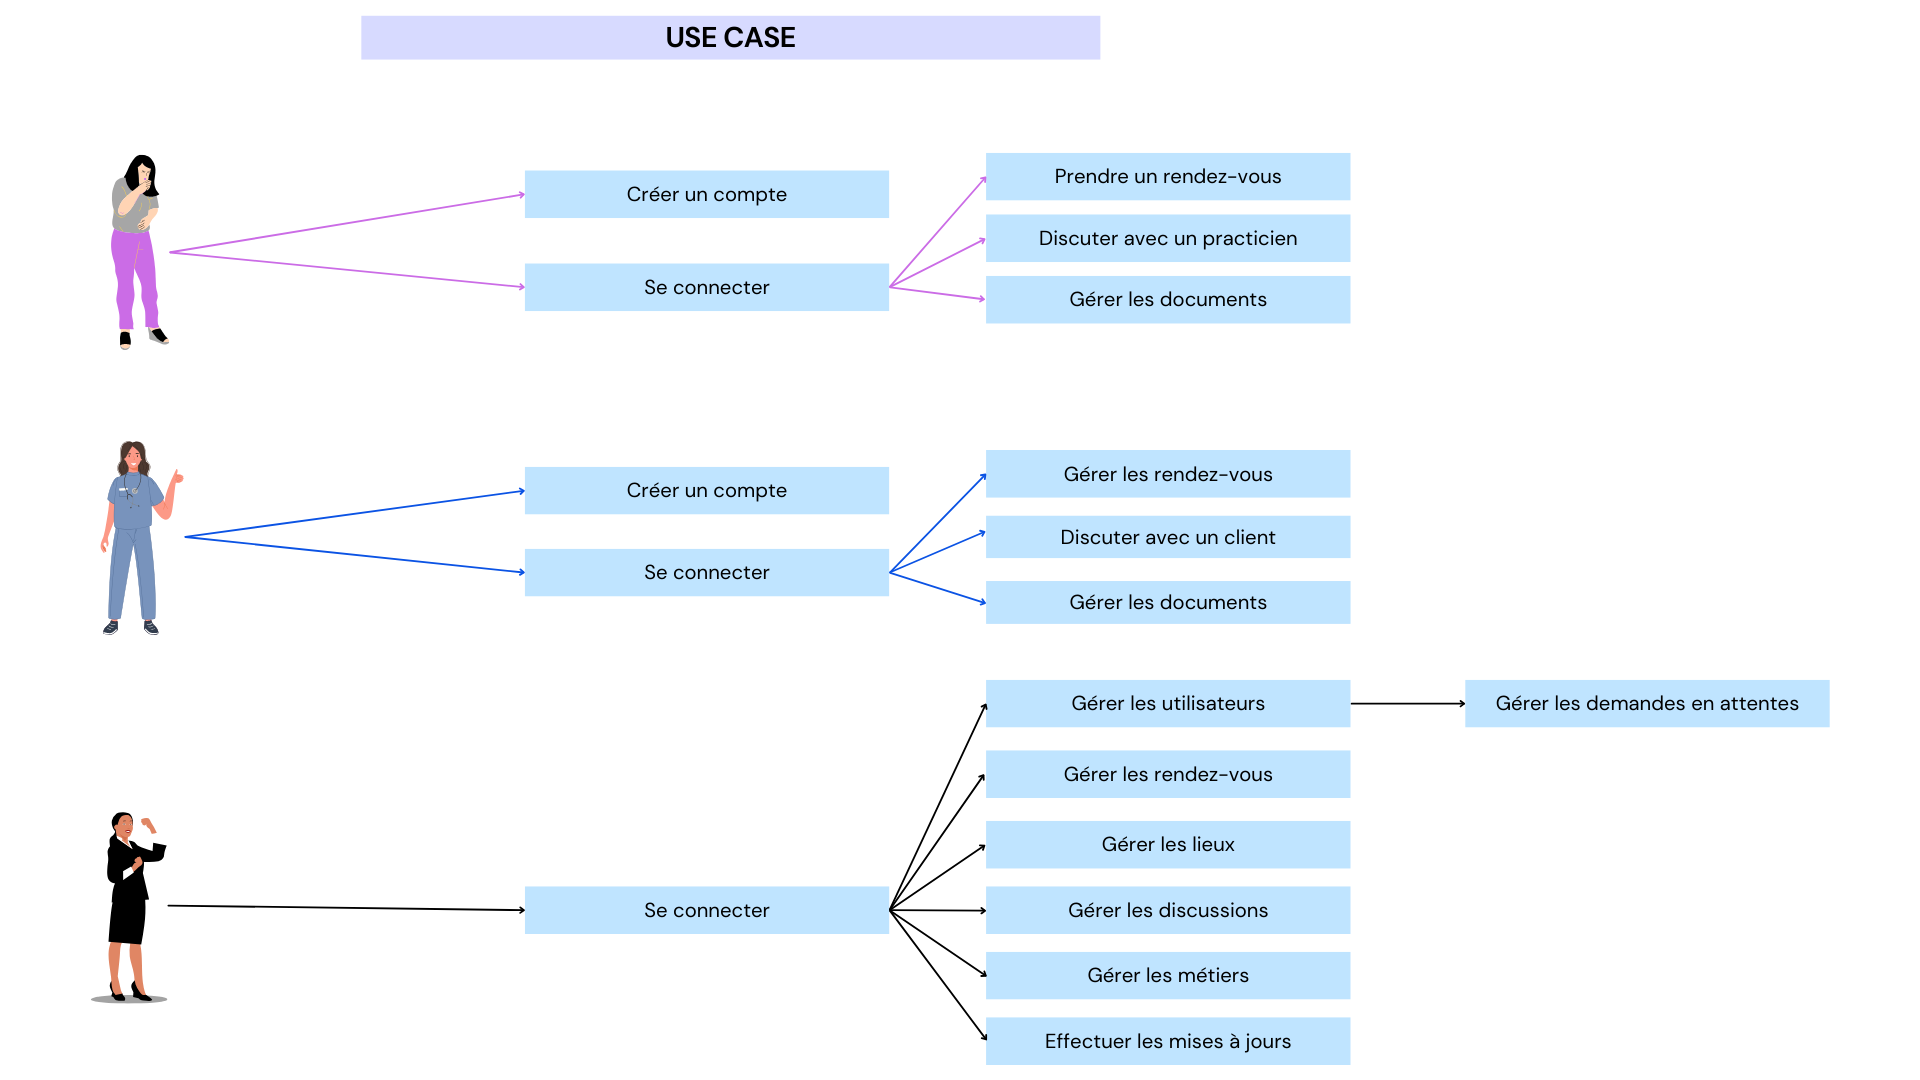 USE CASE
Créer un compte
Se connecter
Prendre un rendez-vous
Discuter avec un practicien
Gérer les documents
Créer un compte
Se connecter
Gérer les rendez-vous
Discuter avec un client
Gérer les documents
Se connecter
Gérer les utilisateurs
Gérer les demandes en attentes
Gérer les rendez-vous
Gérer les lieux
Gérer les discussions
Gérer les métiers
Effectuer les mises à jours